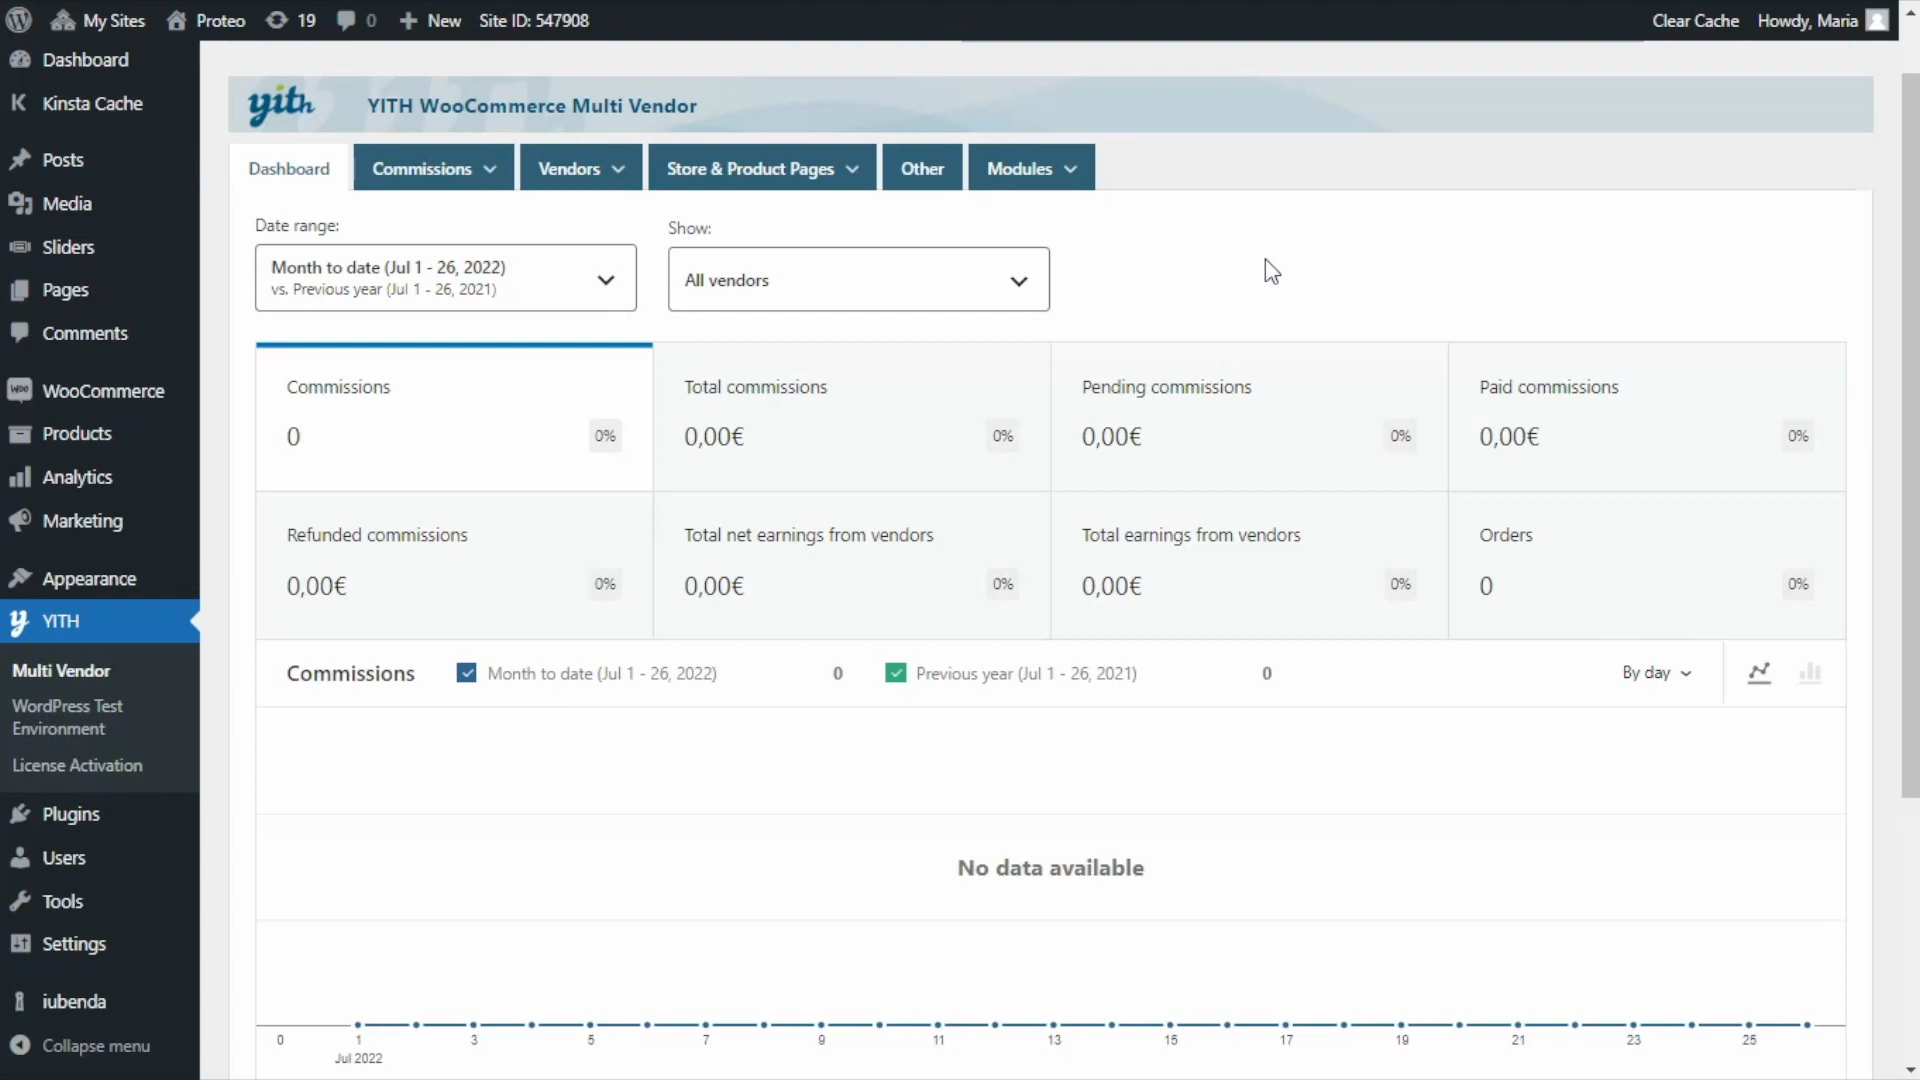 My Sites
Proteo
19
0
New
Site ID: 547908
Clear Cache
Howdy, Maria
Dashboard
Kinsta Cache
Posts
Media
Sliders
Pages
Comments
WooCommerce
Products
Analytics
Marketing
Appearance
YITH
Multi Vendor
WordPress Test
Environment
License Activation
Plugins
Users
Tools
Settings
iubenda
Collapse menu
yith
YITH WooCommerce Multi Vendor
Dashboard
Commissions
Vendors
Store & Product Pages
Other
Modules
Date range:
Month to date (Jul 1 - 26, 2022)
vs. Previous year (Jul 1 - 26, 2021)
Show:
All vendors
Commissions
0
0%
Total commissions
0,00€
0%
Pending commissions
0,00€
0%
Paid commissions
0,00€
0%
Refunded commissions
0,00€
0%
Total net earnings from vendors
0,00€
0%
Total earnings from vendors
0,00€
0%
Orders
0
0%
Commissions
Month to date (Jul 1 - 26, 2022)
0
Previous year (Jul 1 - 26, 2021)
0
By day
No data available
0 1 3 5 7 9 11 13 15 17 19 21 23 25
Jul 2022